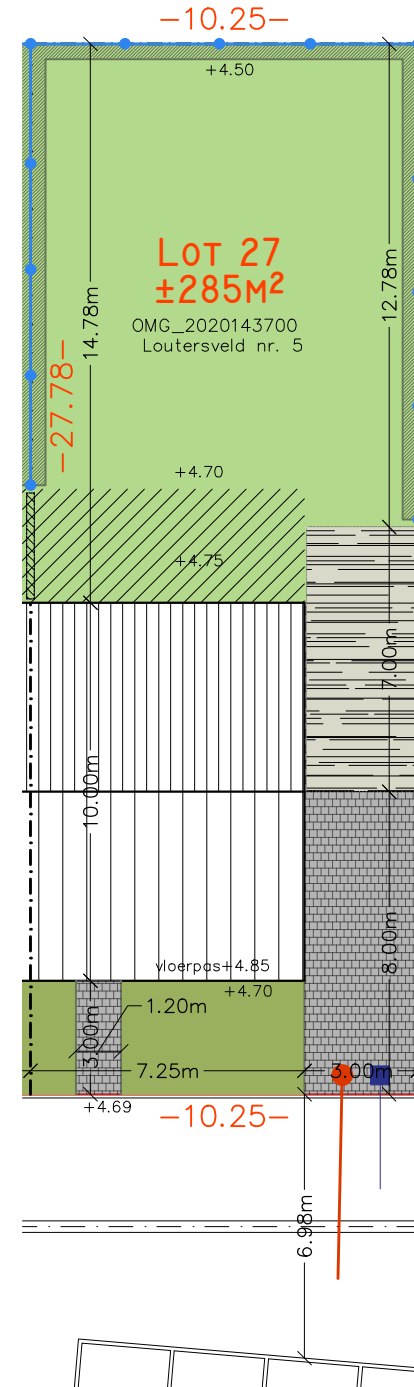 -10.25-
+4.50
LOT 27
±285M²
OMG_2020143700
Loutersveld nr. 5
14.78m
12.78m
-27.78-
+4.70
+4.75
7.00m
10.00m
8.00m
vloerpas+4.85
+4.70
1.20m
3.00m
7.25m
3.00m
+4.69
-10.25-
6.98m